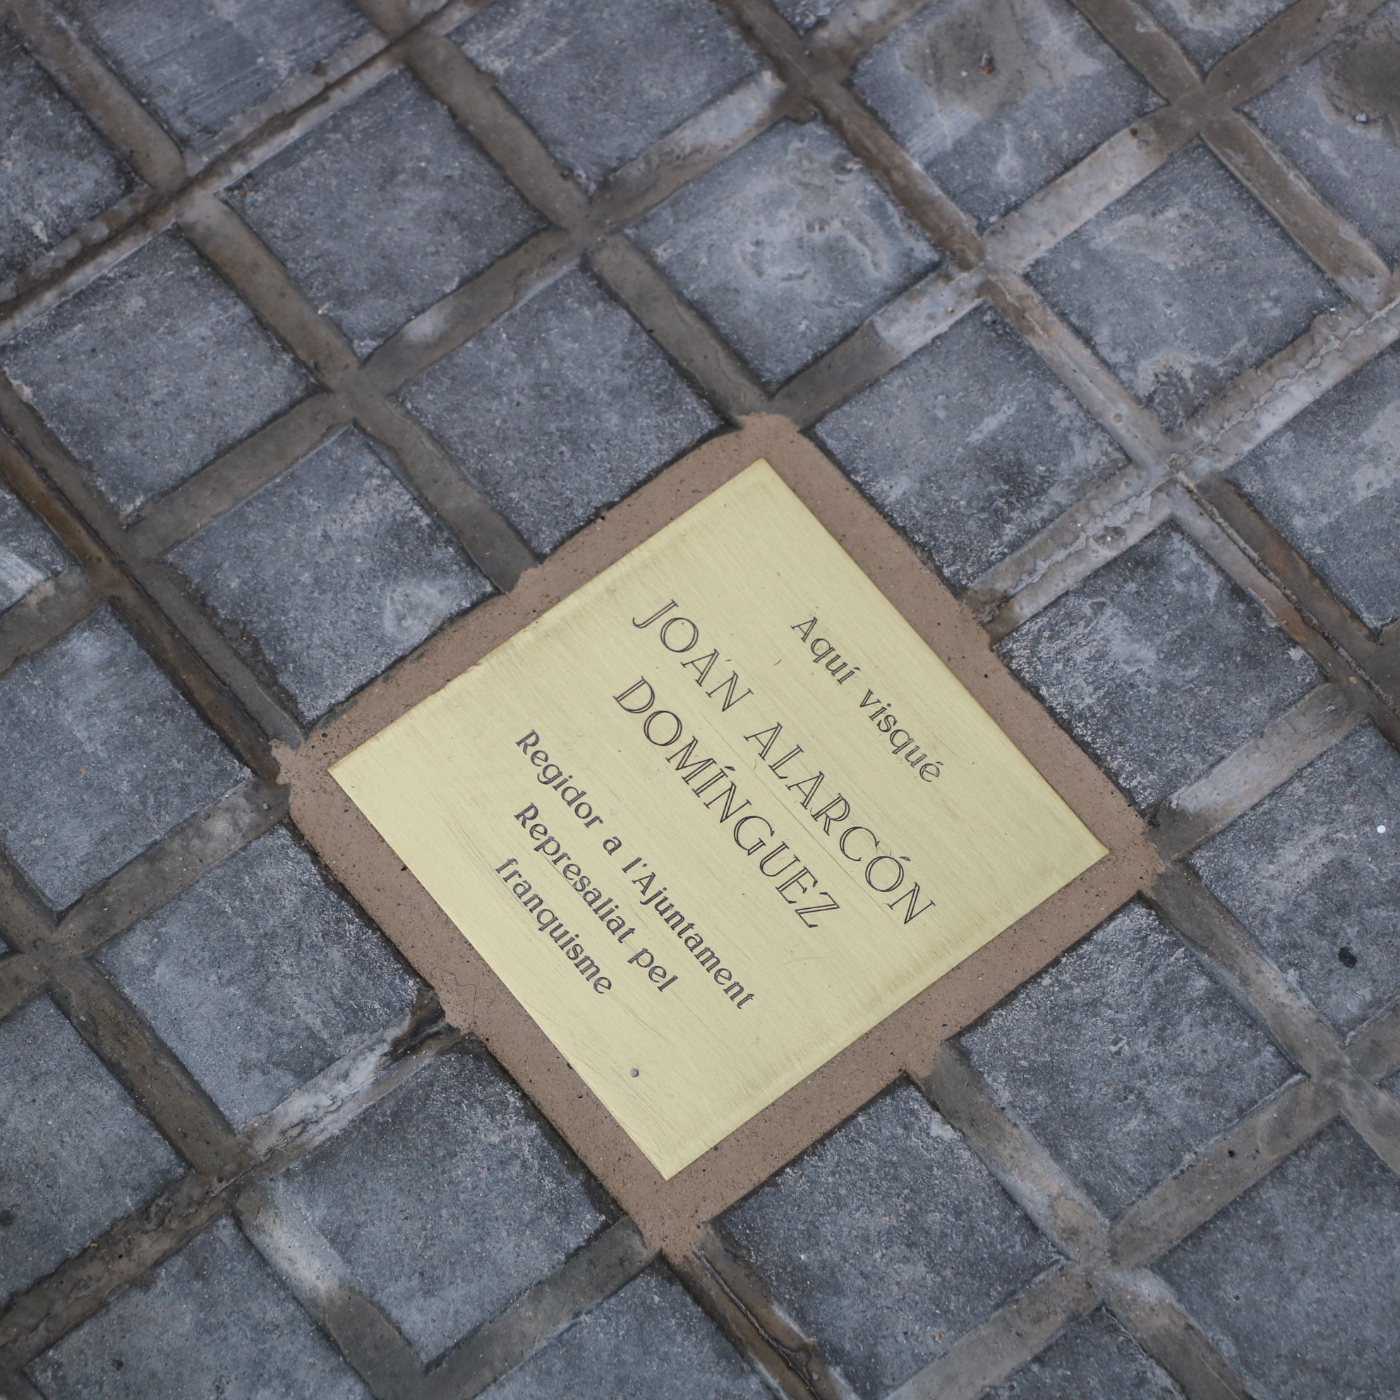 Aquí visqué
JOAN ALARCÓN
DOMÍNGUEZ
Regidor a l'Ajuntament
Represaliat pel
franquisme